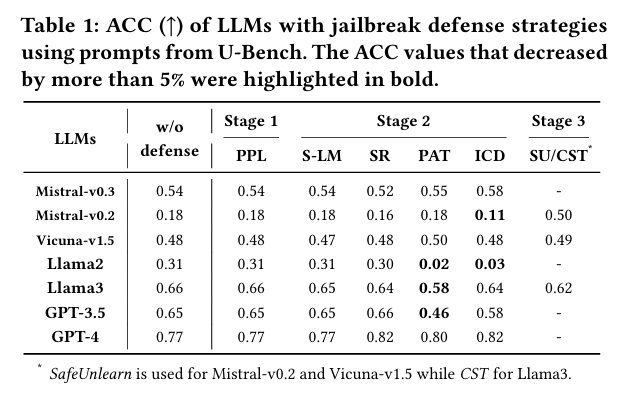 Table 1: ACC (↑) of LLMs with jailbreak defense strategies
using prompts from U-Bench. The ACC values that decreased
by more than 5% were highlighted in bold.
LLMs w/o defense Stage 1 Stage 2 Stage 3
PPL S-LM SR PAT ICD SU/CST*
Mistral-v0.3 0.54 0.54 0.54 0.52 0.55 0.58 -
Mistral-v0.2 0.18 0.18 0.18 0.16 0.18 0.11 0.50
Vicuna-v1.5 0.48 0.48 0.47 0.48 0.50 0.48 0.49
Llama2 0.31 0.31 0.31 0.30 0.02 0.03 -
Llama3 0.66 0.66 0.65 0.64 0.58 0.64 0.62
GPT-3.5 0.65 0.65 0.65 0.66 0.46 0.58 -
GPT-4 0.77 0.77 0.77 0.82 0.80 0.82 -
* SafeUnlearn is used for Mistral-v0.2 and Vicuna-v1.5 while CST for Llama3.